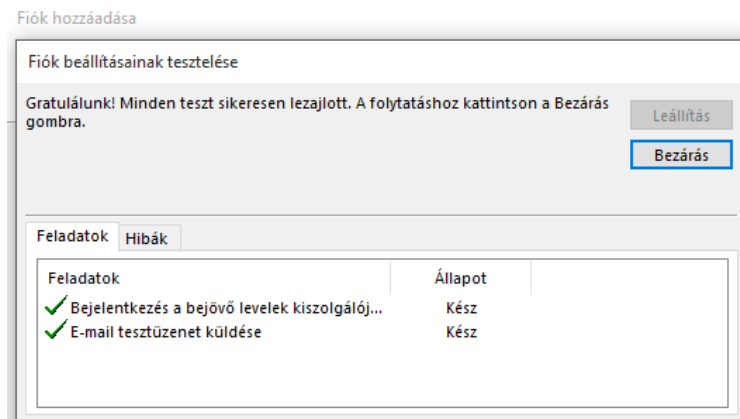 Fiók hozzáadása
Fiók beállításainak tesztelése
Gratulálunk! Minden teszt sikeresen lezajlott. A folytatáshoz kattintson a Bezárás
gombra.
Leállítás
Bezárás
Feladatok Hibák
Feladatok Állapot
Bejelentkezés a bejövő levelek kiszolgálój... Kész
E-mail tesztüzenet küldése Kész